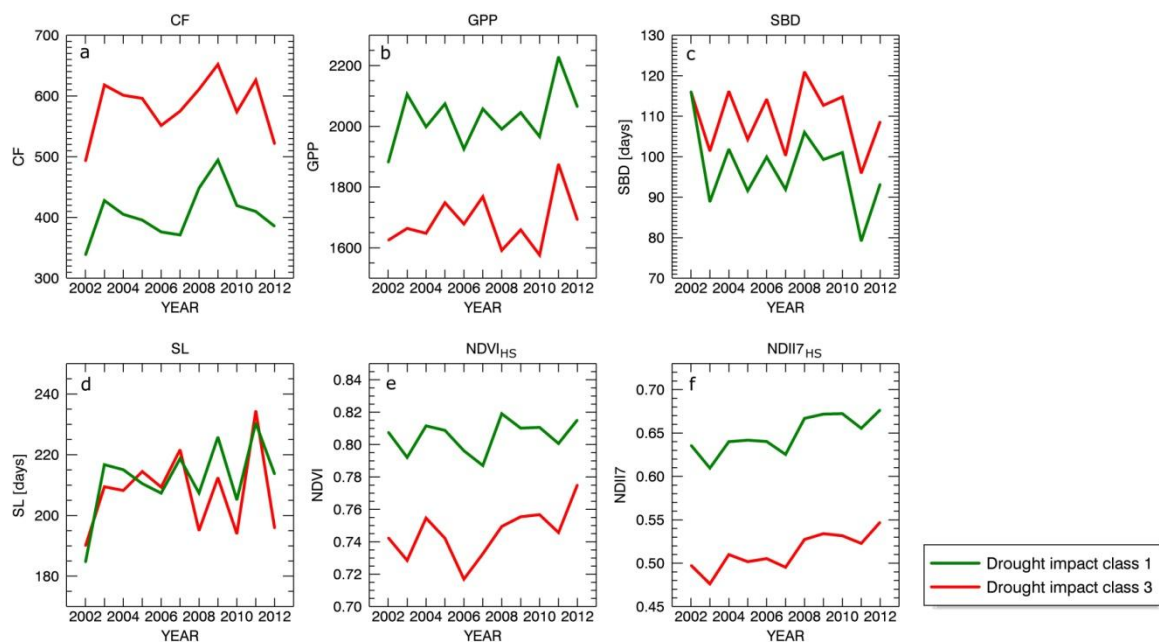 CF
a
700
600
500
400
300
CF
2002 2004 2006 2008 2010 2012
YEAR
GPP
b
2200
2000
1800
1600
GPP
2002 2004 2006 2008 2010 2012
YEAR
SBD
c
130
120
110
100
90
80
70
SBD [days]
2002 2004 2006 2008 2010 2012
YEAR
SL
d
240
220
200
180
SL [days]
2002 2004 2006 2008 2010 2012
YEAR
NDVIHS
e
0.84
0.82
0.80
0.78
0.76
0.74
0.72
0.70
NDVI
2002 2004 2006 2008 2010 2012
YEAR
NDII7HS
f
0.70
0.65
0.60
0.55
0.50
0.45
NDII7
2002 2004 2006 2008 2010 2012
YEAR
Drought impact class 1
Drought impact class 3